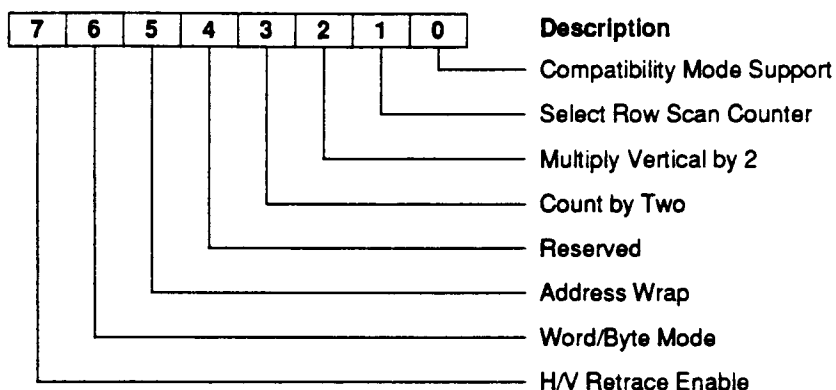 7 6 5 4 3 2 1 0 Description
Compatibility Mode Support
Select Row Scan Counter
Multiply Vertical by 2
Count by Two
Reserved
Address Wrap
Word/Byte Mode
H/V Retrace Enable